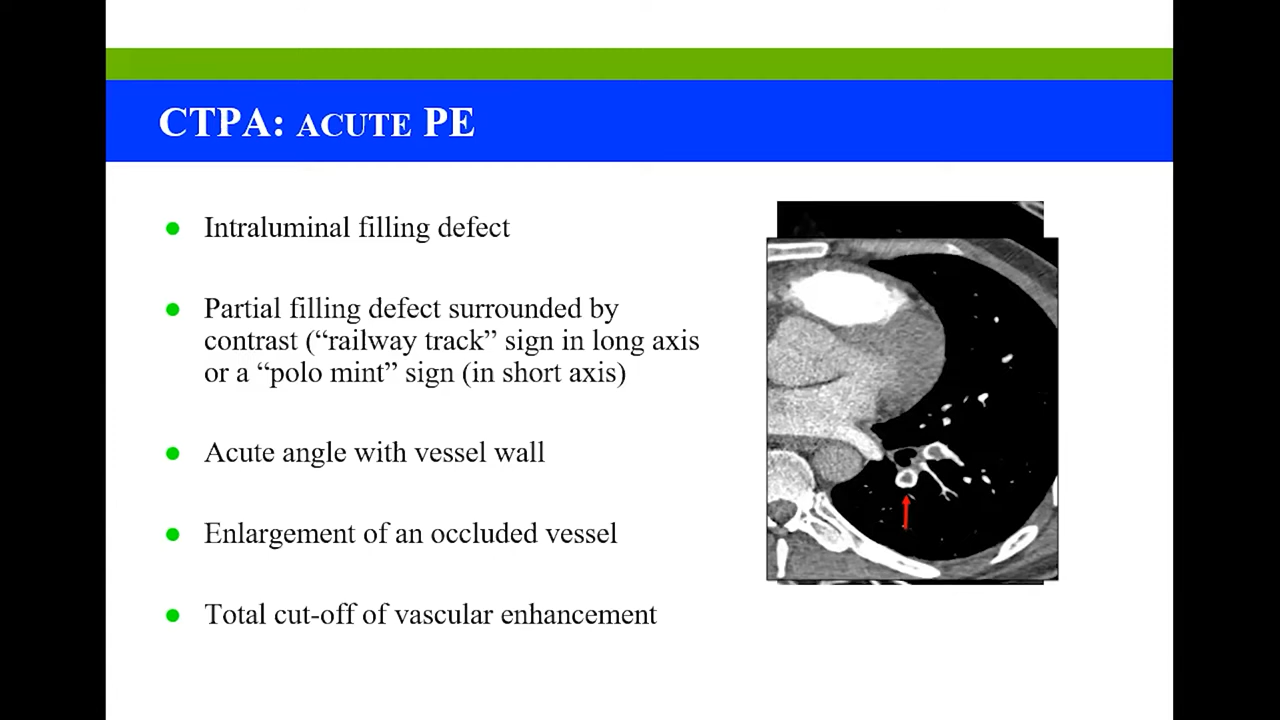 CTPA: ACUTE PE
Intraluminal filling defect
Partial filling defect surrounded by
contrast (“railway track” sign in long axis
or a “polo mint” sign (in short axis)
Acute angle with vessel wall
Enlargement of an occluded vessel
Total cut-off of vascular enhancement